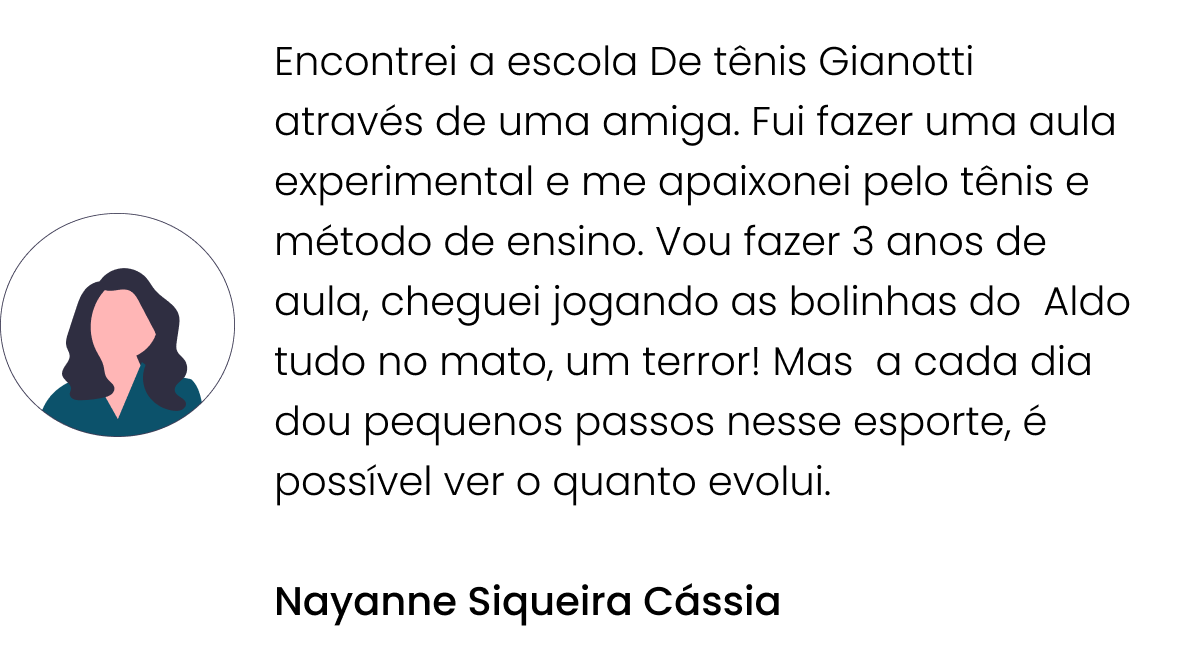 Encontrei a escola De tênis Gianotti
através de uma amiga. Fui fazer uma aula
experimental e me apaixonei pelo tênis e
método de ensino. Vou fazer 3 anos de
aula, cheguei jogando as bolinhas do  Aldo
tudo no mato, um terror! Mas  a cada dia
dou pequenos passos nesse esporte, é
possível ver o quanto evolui.
Nayanne Siqueira Cássia